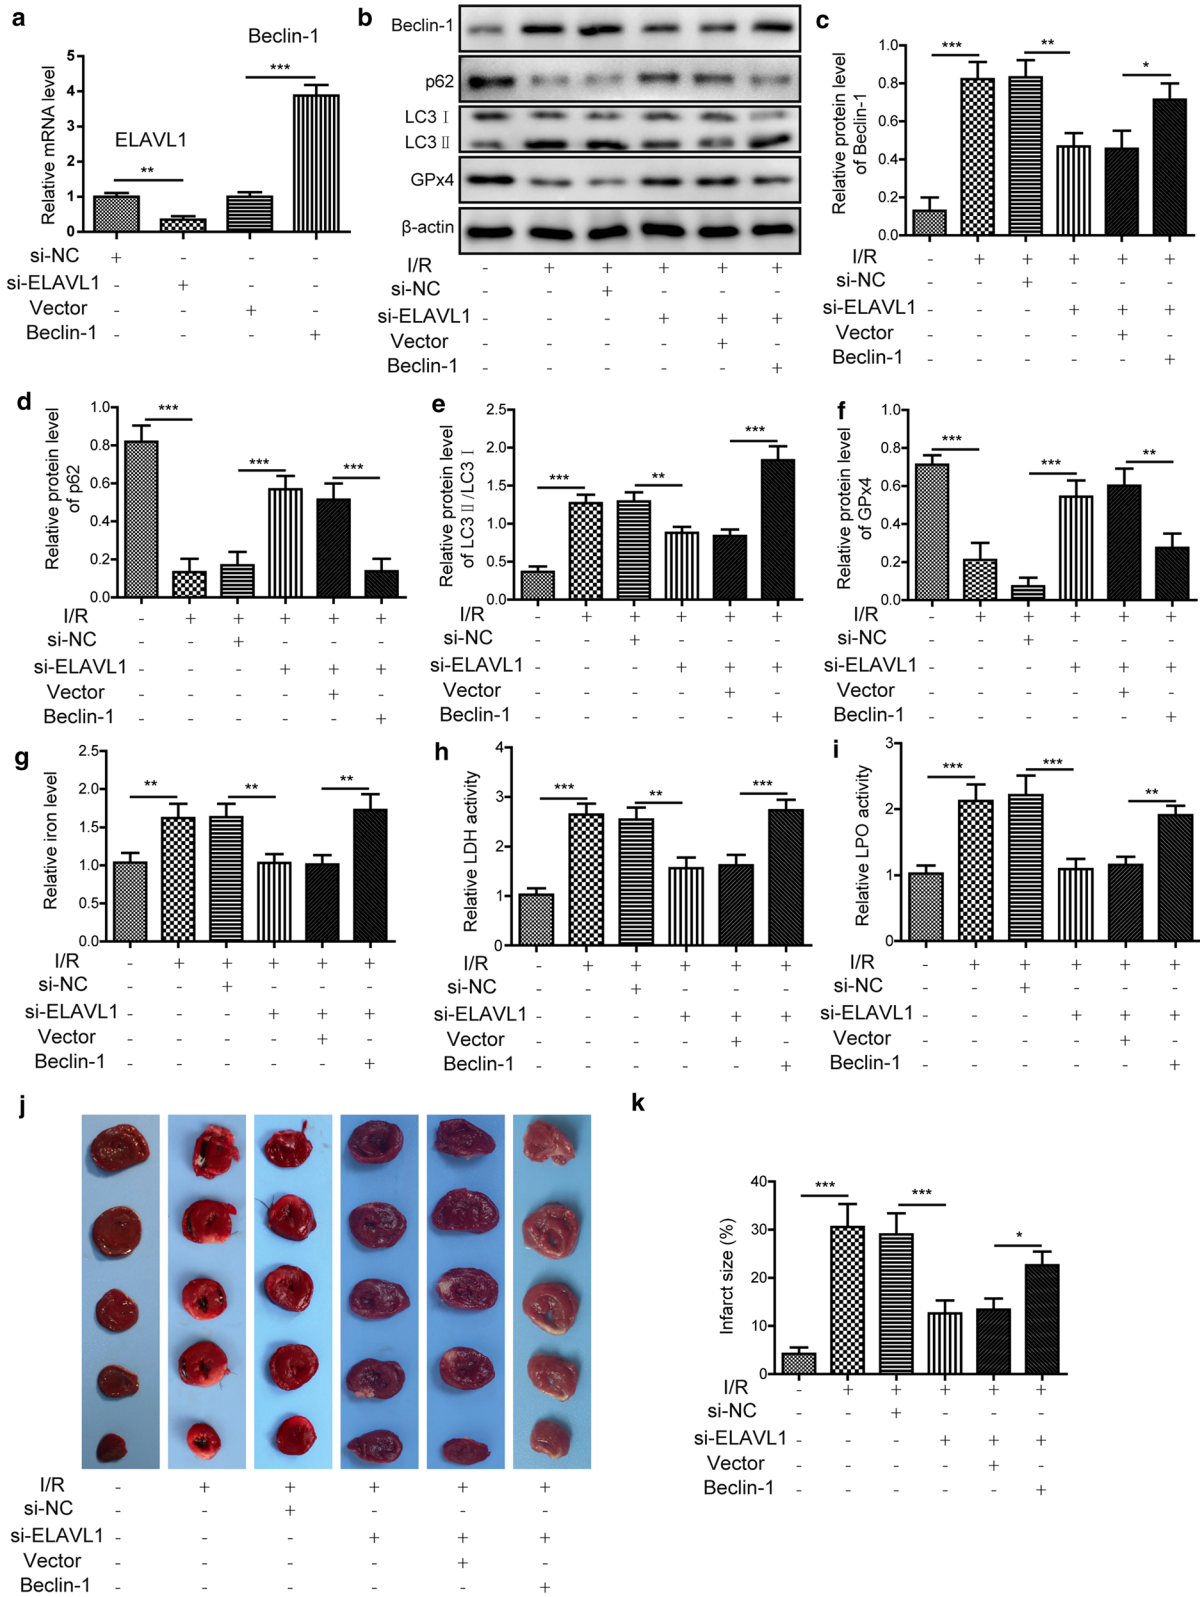 a
Beclin-1
Relative mRNA level
5
4
3
2
1
0
***
ELAVL1
**
si-NC + - - -
si-ELAVL1 - + - -
Vector - - + -
Beclin-1 - - - +
b
Beclin-1
p62
LC3 I
LC3 II
GPx4
β-actin
I/R - + + + + +
si-NC - - + - - -
si-ELAVL1 - - - + + +
Vector - - - - + -
Beclin-1 - - - - - +
c
Relative protein level
of Beclin-1
1.0
0.8
0.6
0.4
0.2
0.0
*** ** *
I/R - + + + + +
si-NC - - + - - -
si-ELAVL1 - - - + + +
Vector - - - - + -
Beclin-1 - - - - - +
d
Relative protein level
of p62
1.0
0.8
0.6
0.4
0.2
0.0
*** *** ***
I/R - + + + + +
si-NC - - + - - -
si-ELAVL1 - - - + + +
Vector - - - - + -
Beclin-1 - - - - - +
e
Relative protein level
of LC3 II/LC3 I
2.5
2.0
1.5
1.0
0.5
0.0
*** ** ***
I/R - + + + + +
si-NC - - + - - -
si-ELAVL1 - - - + + +
Vector - - - - + -
Beclin-1 - - - - - +
f
Relative protein level
of GPx4
1.0
0.8
0.6
0.4
0.2
0.0
*** *** **
I/R - + + + + +
si-NC - - + - - -
si-ELAVL1 - - - + + +
Vector - - - - + -
Beclin-1 - - - - - +
g
Relative iron level
2.5
2.0
1.5
1.0
0.5
0.0
** ** **
I/R - + + + + +
si-NC - - + - - -
si-ELAVL1 - - - + + +
Vector - - - - + -
Beclin-1 - - - - - +
h
Relative LDH activity
4
3
2
1
0
*** ** ***
I/R - + + + + +
si-NC - - + - - -
si-ELAVL1 - - - + + +
Vector - - - - + -
Beclin-1 - - - - - +
i
Relative LPO activity
3
2
1
0
*** *** **
I/R - + + + + +
si-NC - - + - - -
si-ELAVL1 - - - + + +
Vector - - - - + -
Beclin-1 - - - - - +
j
I/R - + + + + +
si-NC - - + - - -
si-ELAVL1 - - - + + +
Vector - - - - + -
Beclin-1 - - - - - +
k
Infarct size (%)
40
30
20
10
0
*** *** *
I/R - + + + + +
si-NC - - + - - -
si-ELAVL1 - - - + + +
Vector - - - - + -
Beclin-1 - - - - - +